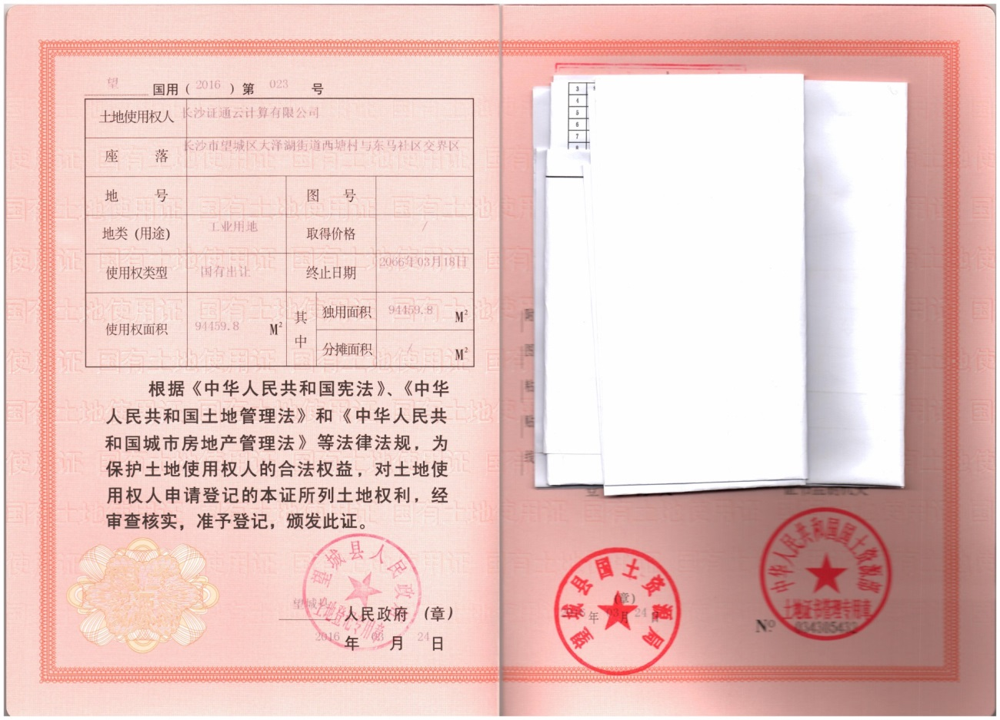 望 国用（2016）第 023 号
土地使用权人 长沙证通云计算有限公司
座 落 长沙市望城区大泽湖街道西塘村与东马社区交界区
地 号 图 号
地类（用途） 工业用地 取得价格 /
使用权类型 国有出让 终止日期 2066年03月18日
使用权面积 94459.8 M² 其中 独用面积 94459.8 M²
分摊面积 / M²
根据《中华人民共和国宪法》、《中华
人民共和国土地管理法》和《中华人民共
和国城市房地产管理法》等法律法规，为
保护土地使用权人的合法权益，对土地使
用权人申请登记的本证所列土地权利，经
审查核实，准予登记，颁发此证。
望城县人民政府
土地登记专用章
望城县 人民政府 （章）
2016 年 03 月 24 日
3
4
5
6
7
8
望城县国土资源局
（章）
年 03 月 24 日
中华人民共和国国土资源部
土地证书管理专用章
Nº 034305433